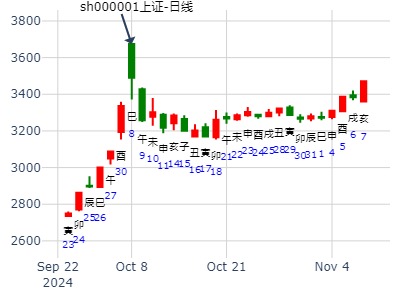 sh000001上证-日线
3800
3600
3400
3200
3000
2800
2600
寅 卯 辰 巳 午 酉 巳 午 未 申 亥 子 丑 寅 卯 午 未 申 酉 戌 丑 寅 卯 辰 巳 申 酉 戌 亥
23 24 25 26 27 30 8 9 10 11 14 15 16 17 18 21 22 23 24 25 28 29 30 31 1 4 5 6 7
Sep 22 Oct 8 Oct 21 Nov 4
2024